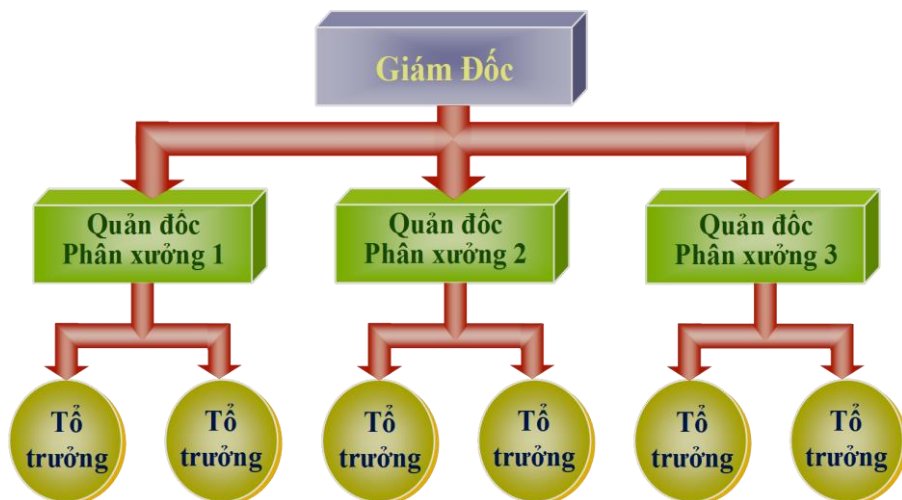 Giám Đốc
Quản đốc
Phân xưởng 1
Quản đốc
Phân xưởng 2
Quản đốc
Phân xưởng 3
Tổ
trưởng
Tổ
trưởng
Tổ
trưởng
Tổ
trưởng
Tổ
trưởng
Tổ
trưởng